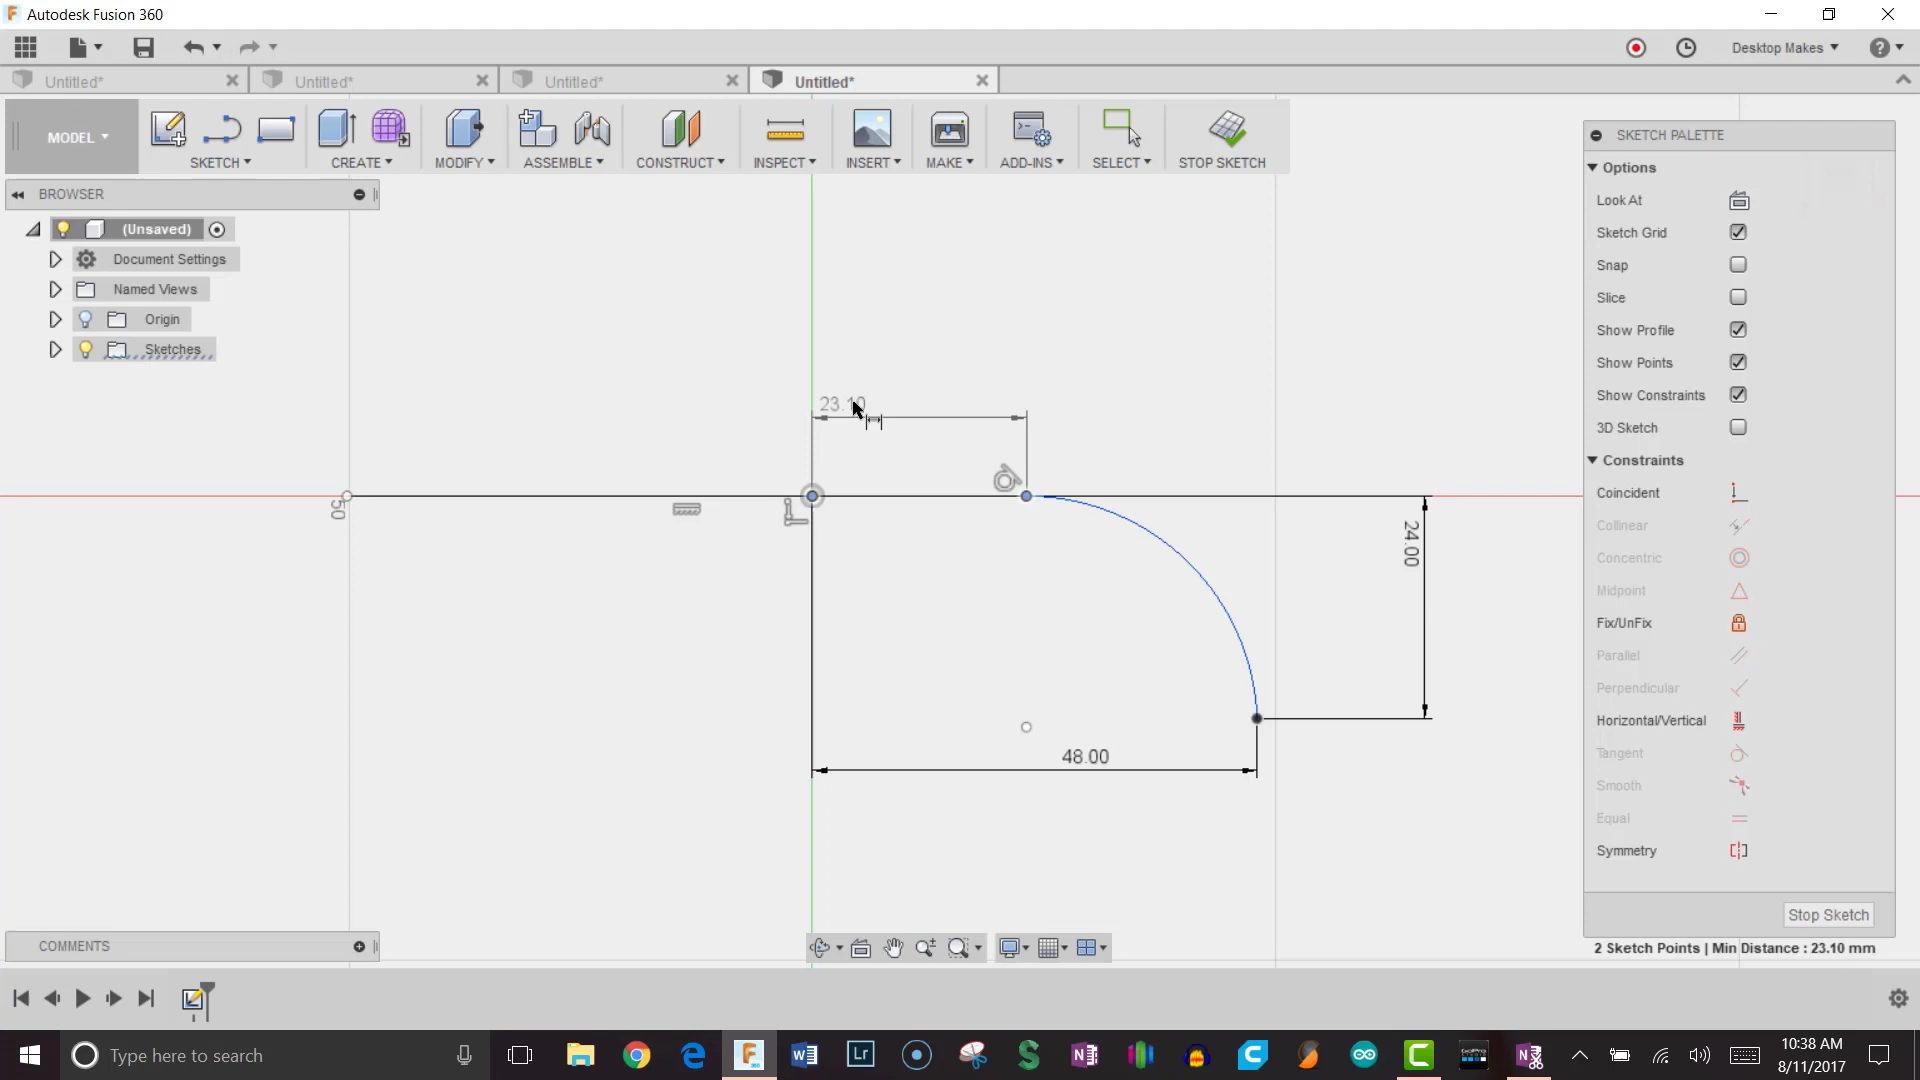 Autodesk Fusion 360
Desktop Makes
Untitled*
Untitled*
Untitled*
Untitled*
MODEL
SKETCH
CREATE
MODIFY
ASSEMBLE
CONSTRUCT
INSPECT
INSERT
MAKE
ADD-INS
SELECT
STOP SKETCH
BROWSER
(Unsaved)
Document Settings
Named Views
Origin
Sketches
23.10
50
24.00
48.00
SKETCH PALETTE
Options
Look At
Sketch Grid
Snap
Slice
Show Profile
Show Points
Show Constraints
3D Sketch
Constraints
Coincident
Collinear
Concentric
Midpoint
Fix/UnFix
Parallel
Perpendicular
Horizontal/Vertical
Tangent
Smooth
Equal
Symmetry
Stop Sketch
COMMENTS
2 Sketch Points | Min Distance : 23.10 mm
Type here to search
10:38 AM
8/11/2017